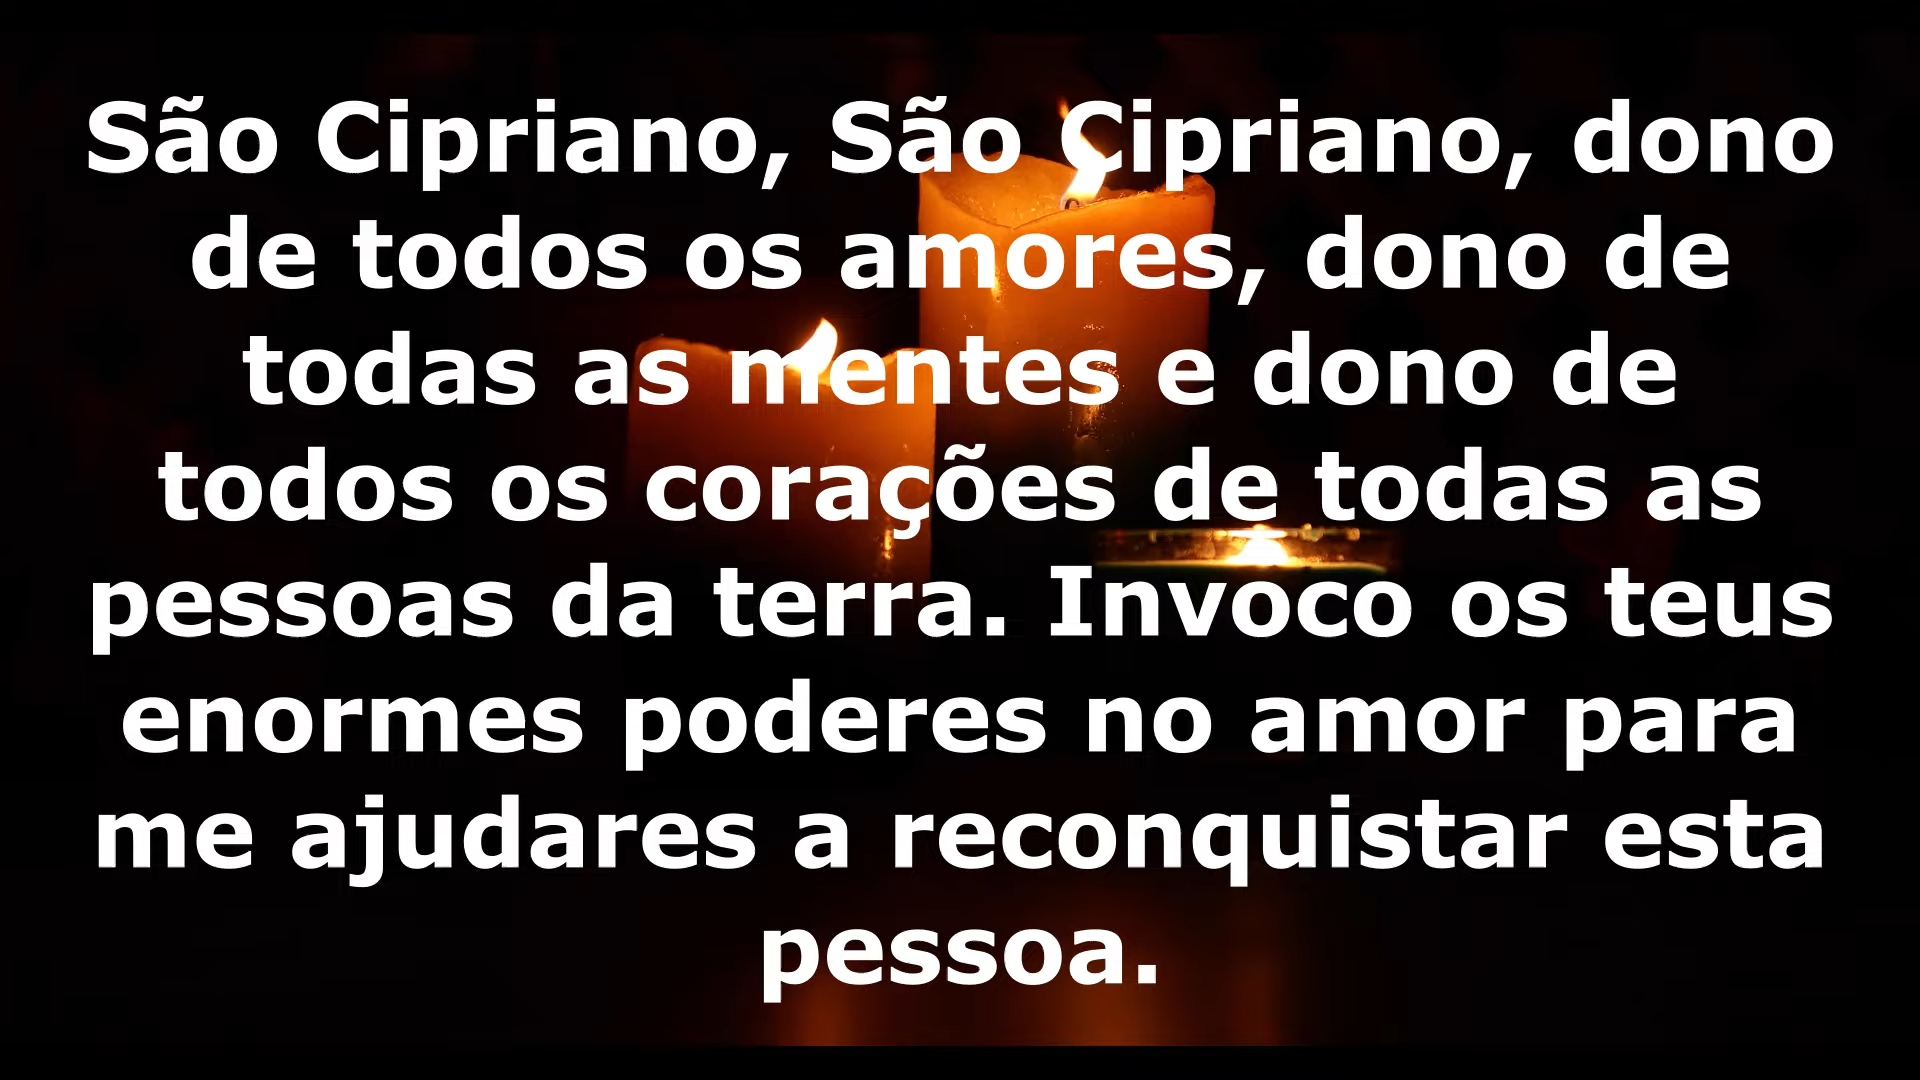 São Cipriano, São Cipriano, dono
de todos os amores, dono de
todas as mentes e dono de
todos os corações de todas as
pessoas da terra. Invoco os teus
enormes poderes no amor para
me ajudares a reconquistar esta
pessoa.